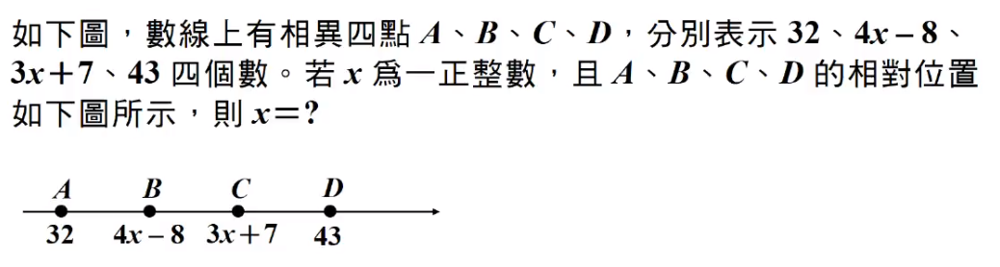 如下圖，數線上有相異四點 A、B、C、D，分別表示 32、4x－8、
3x＋7、43 四個數。若 x 為一正整數，且 A、B、C、D 的相對位置
如下圖所示，則 x＝?
A B C D
32 4x－8 3x＋7 43